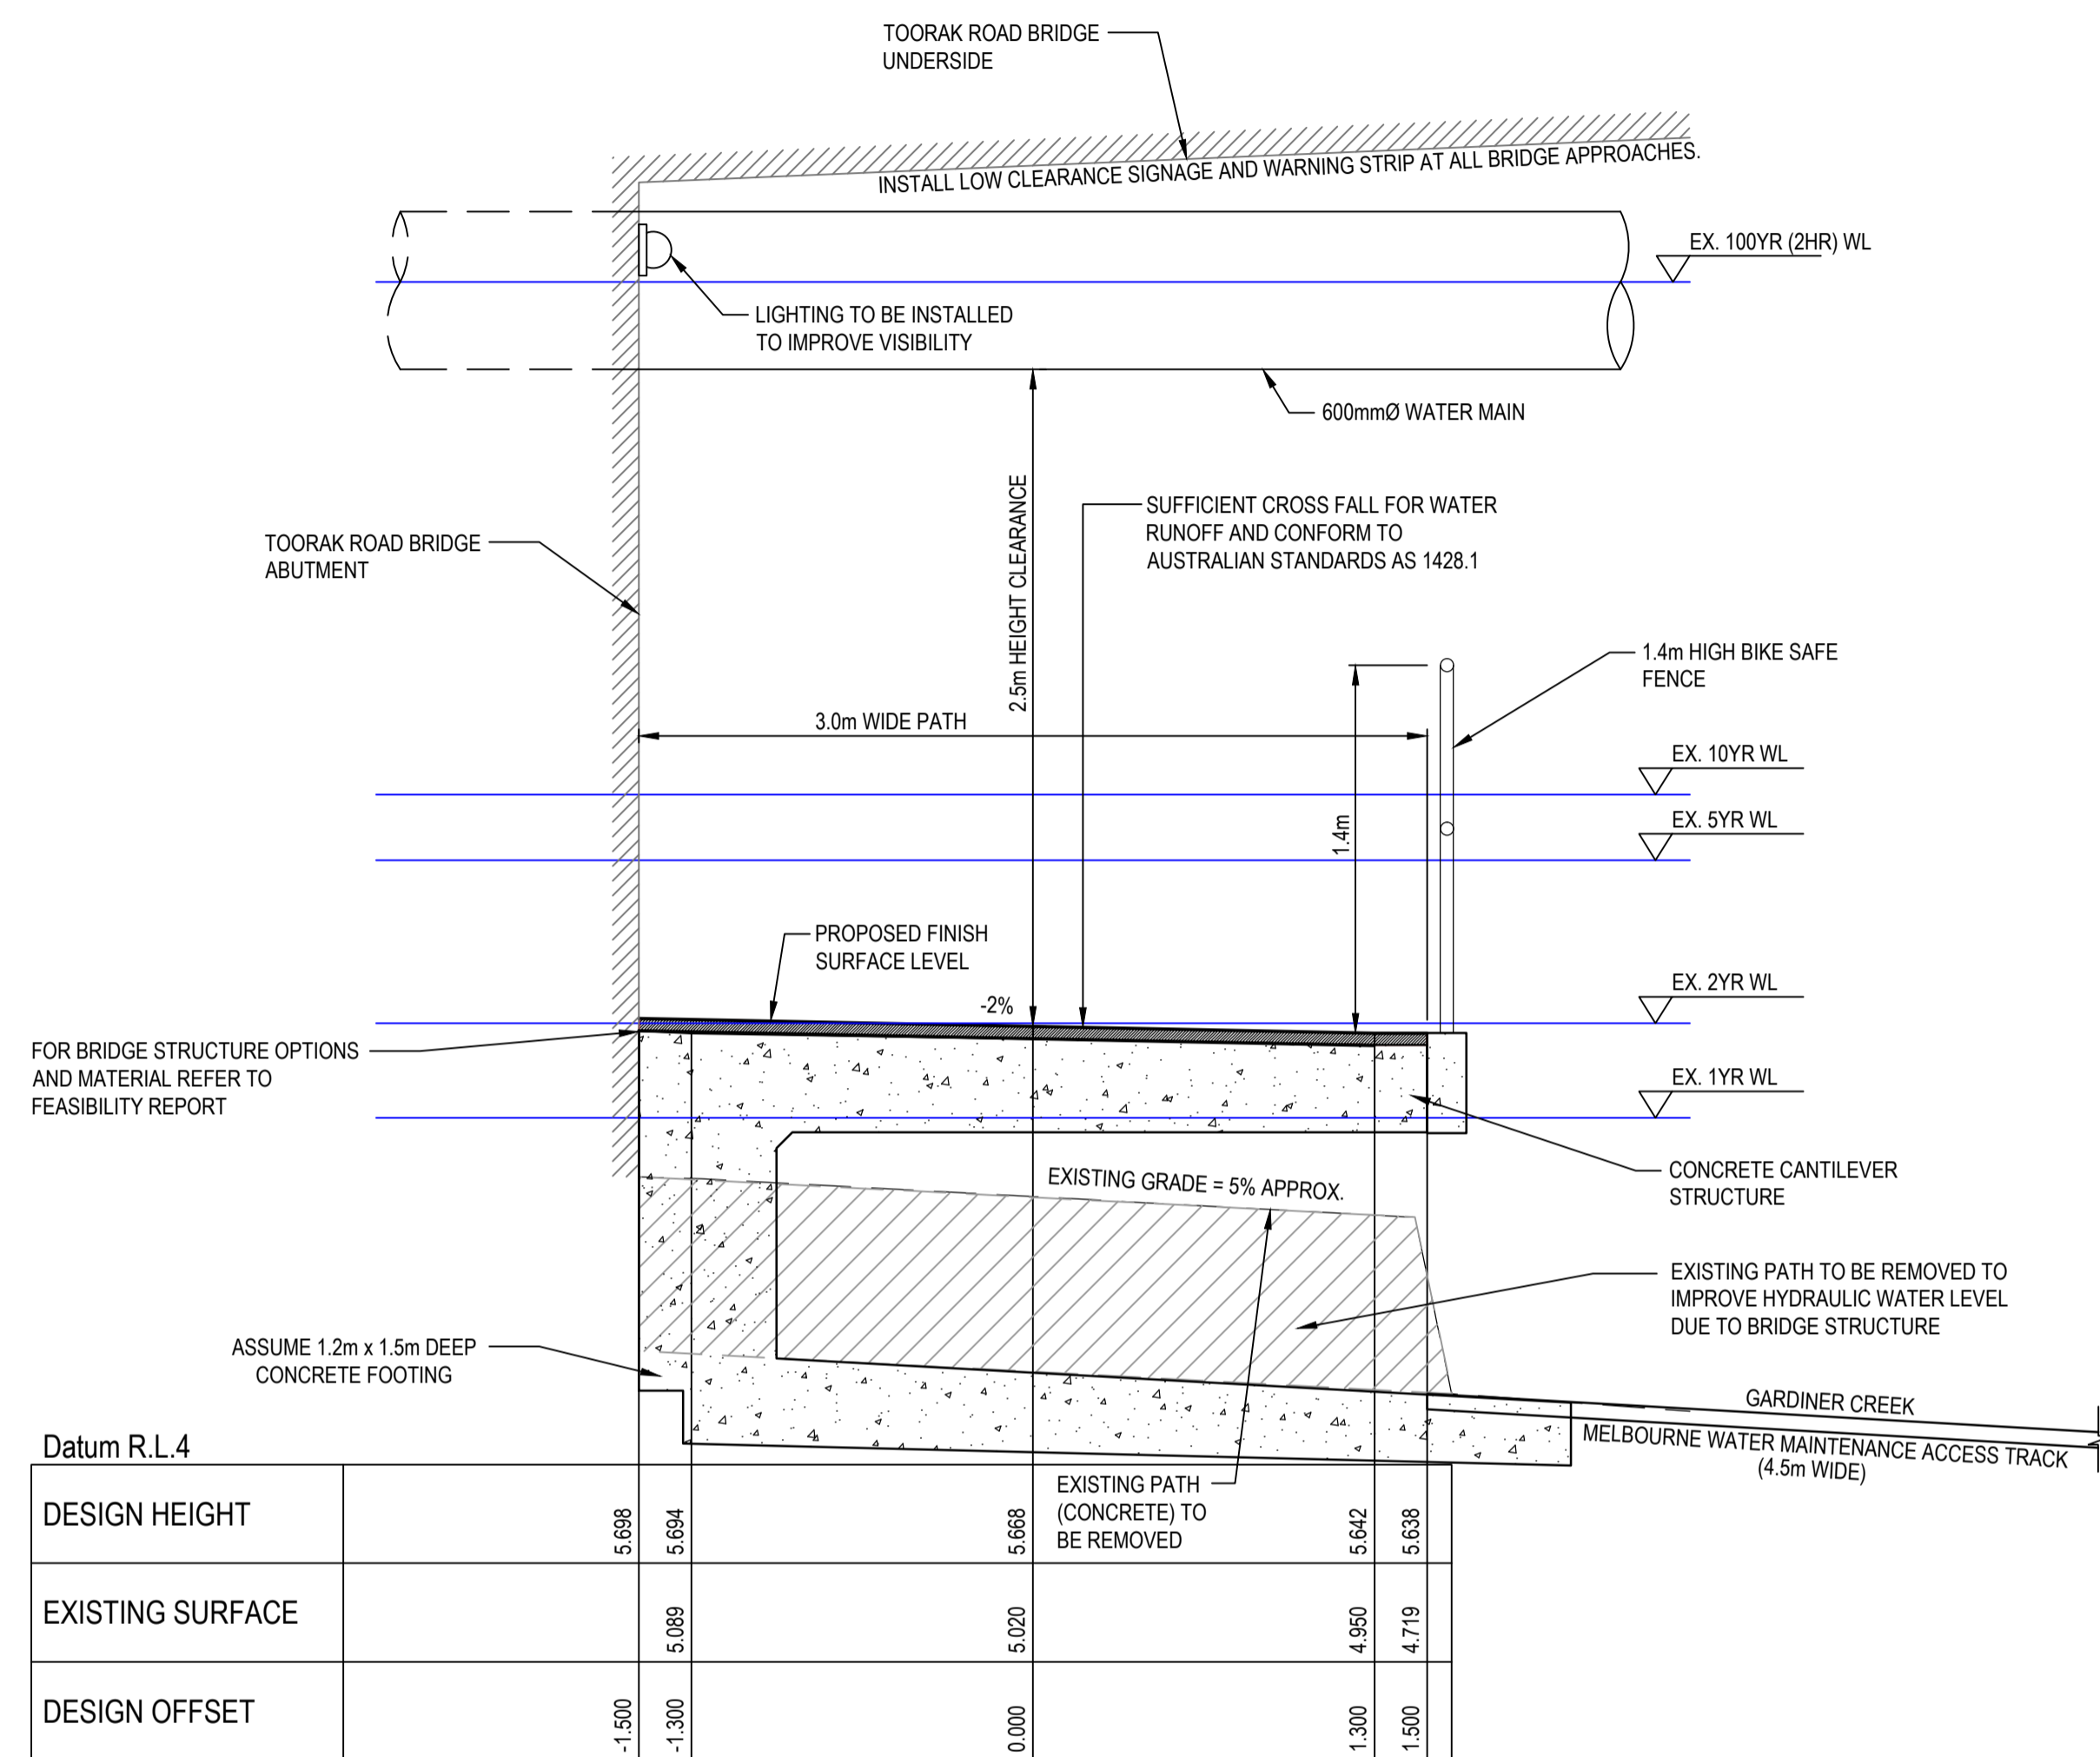 TOORAK ROAD BRIDGE
UNDERSIDE
INSTALL LOW CLEARANCE SIGNAGE AND WARNING STRIP AT ALL BRIDGE APPROACHES.
EX. 100YR (2HR) WL
LIGHTING TO BE INSTALLED
TO IMPROVE VISIBILITY
600mmØ WATER MAIN
2.5m HEIGHT CLEARANCE
SUFFICIENT CROSS FALL FOR WATER
RUNOFF AND CONFORM TO
AUSTRALIAN STANDARDS AS 1428.1
TOORAK ROAD BRIDGE
ABUTMENT
1.4m HIGH BIKE SAFE
FENCE
3.0m WIDE PATH
EX. 10YR WL
1.4m
EX. 5YR WL
PROPOSED FINISH
SURFACE LEVEL
-2%
EX. 2YR WL
FOR BRIDGE STRUCTURE OPTIONS
AND MATERIAL REFER TO
FEASIBILITY REPORT
EX. 1YR WL
CONCRETE CANTILEVER
STRUCTURE
EXISTING GRADE = 5% APPROX.
EXISTING PATH TO BE REMOVED TO
IMPROVE HYDRAULIC WATER LEVEL
DUE TO BRIDGE STRUCTURE
ASSUME 1.2m x 1.5m DEEP
CONCRETE FOOTING
GARDINER CREEK
MELBOURNE WATER MAINTENANCE ACCESS TRACK
(4.5m WIDE)
EXISTING PATH
(CONCRETE) TO
BE REMOVED
Datum R.L.4
DESIGN HEIGHT 5.698 5.694 5.668 5.642 5.638
EXISTING SURFACE 5.089 5.020 4.950 4.719
DESIGN OFFSET -1.500 -1.300 0.000 1.300 1.500